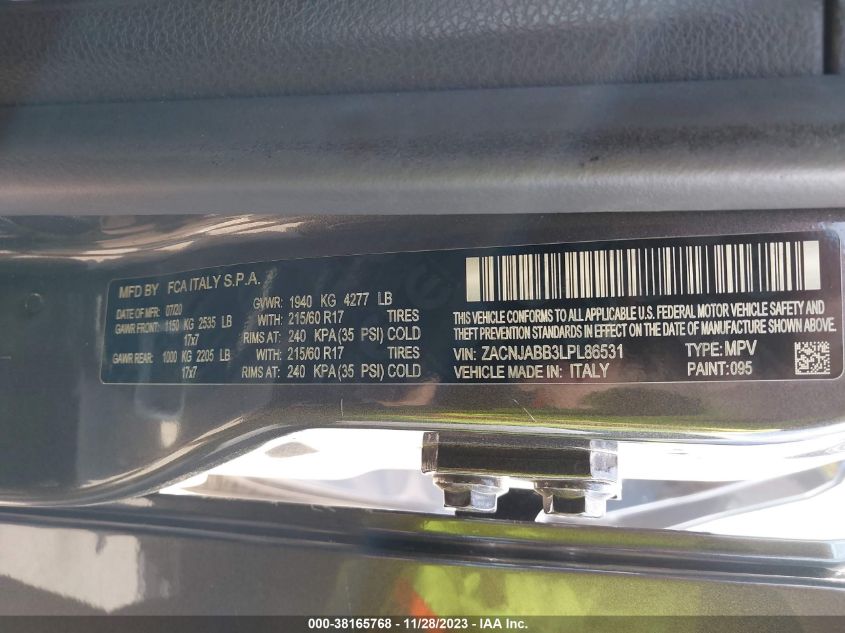 MFD BY FCA ITALY S.P.A.
DATE OF MFR 07/20 GVWR: 1940 KG 4277 LB
GAWR FRONT: 1150 KG 2535 LB WITH: 215/60 R17 TIRES
17x7 RIMS AT: 240 KPA(35 PSI) COLD
GAWR REAR: 1000 KG 2205 LB WITH: 215/60 R17 TIRES
17x7 RIMS AT: 240 KPA(35 PSI) COLD
THIS VEHICLE CONFORMS TO ALL APPLICABLE U.S. FEDERAL MOTOR VEHICLE SAFETY AND
THEFT PREVENTION STANDARDS IN EFFECT ON THE DATE OF MANUFACTURE SHOWN ABOVE.
VIN: ZACNJABB3LPL86531 TYPE: MPV
VEHICLE MADE IN: ITALY PAINT: 095
000-38165768 - 11/28/2023 - IAA Inc.